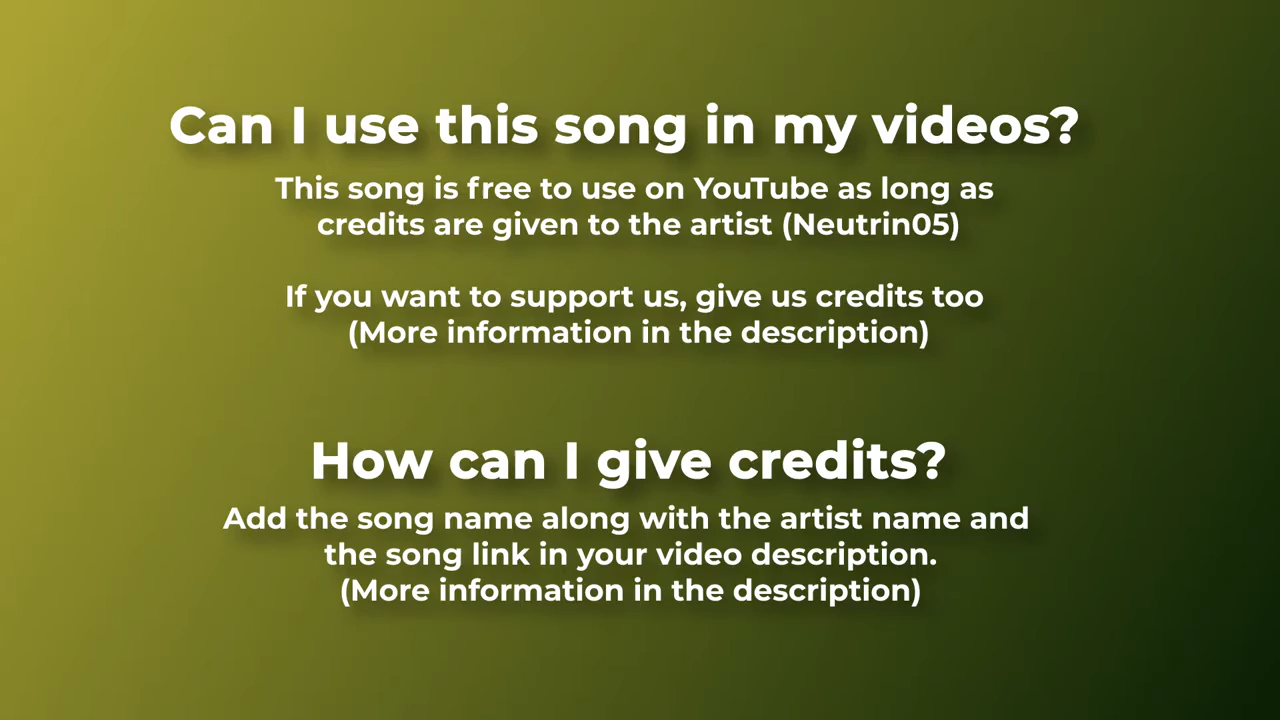 Can I use this song in my videos?
This song is free to use on YouTube as long as
credits are given to the artist (Neutrin05)
If you want to support us, give us credits too
(More information in the description)
How can I give credits?
Add the song name along with the artist name and
the song link in your video description.
(More information in the description)